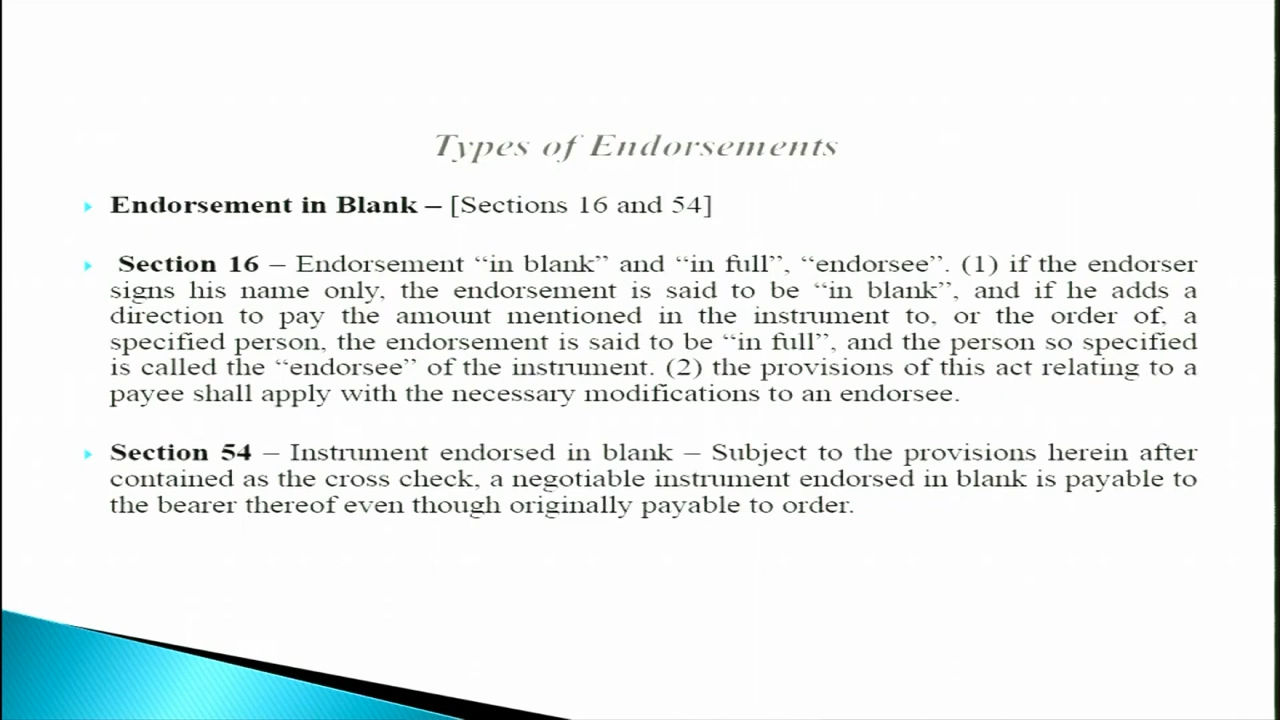 Types of Endorsements
Endorsement in Blank – [Sections 16 and 54]
Section 16 – Endorsement “in blank” and “in full”, “endorsee”. (1) if the endorser
signs his name only, the endorsement is said to be “in blank”, and if he adds a
direction to pay the amount mentioned in the instrument to, or the order of, a
specified person, the endorsement is said to be “in full”, and the person so specified
is called the “endorsee” of the instrument. (2) the provisions of this act relating to a
payee shall apply with the necessary modifications to an endorsee.
Section 54 – Instrument endorsed in blank – Subject to the provisions herein after
contained as the cross check, a negotiable instrument endorsed in blank is payable to
the bearer thereof even though originally payable to order.